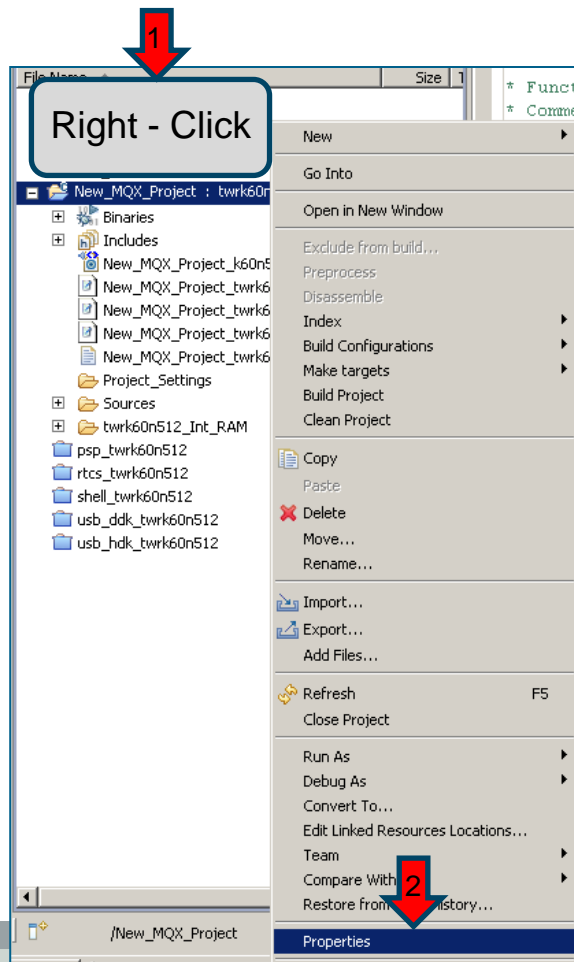 1
File Name Size
Right - Click
* Funct
* Comme
New
Go Into
Open in New Window
Exclude from build...
Preprocess
Disassemble
Index
Build Configurations
Make targets
Build Project
Clean Project
Copy
Paste
Delete
Move...
Rename...
Import...
Export...
Add Files...
Refresh F5
Close Project
Run As
Debug As
Convert To...
Edit Linked Resources Locations...
Team
Compare With
2
Restore from History...
Properties
New_MQX_Project : twrk60n
Binaries
Includes
New_MQX_Project_k60n5
New_MQX_Project_twrk6
New_MQX_Project_twrk6
New_MQX_Project_twrk6
New_MQX_Project_twrk6
Project_Settings
Sources
twrk60n512_Int_RAM
psp_twrk60n512
rtcs_twrk60n512
shell_twrk60n512
usb_ddk_twrk60n512
usb_hdk_twrk60n512
/New_MQX_Project